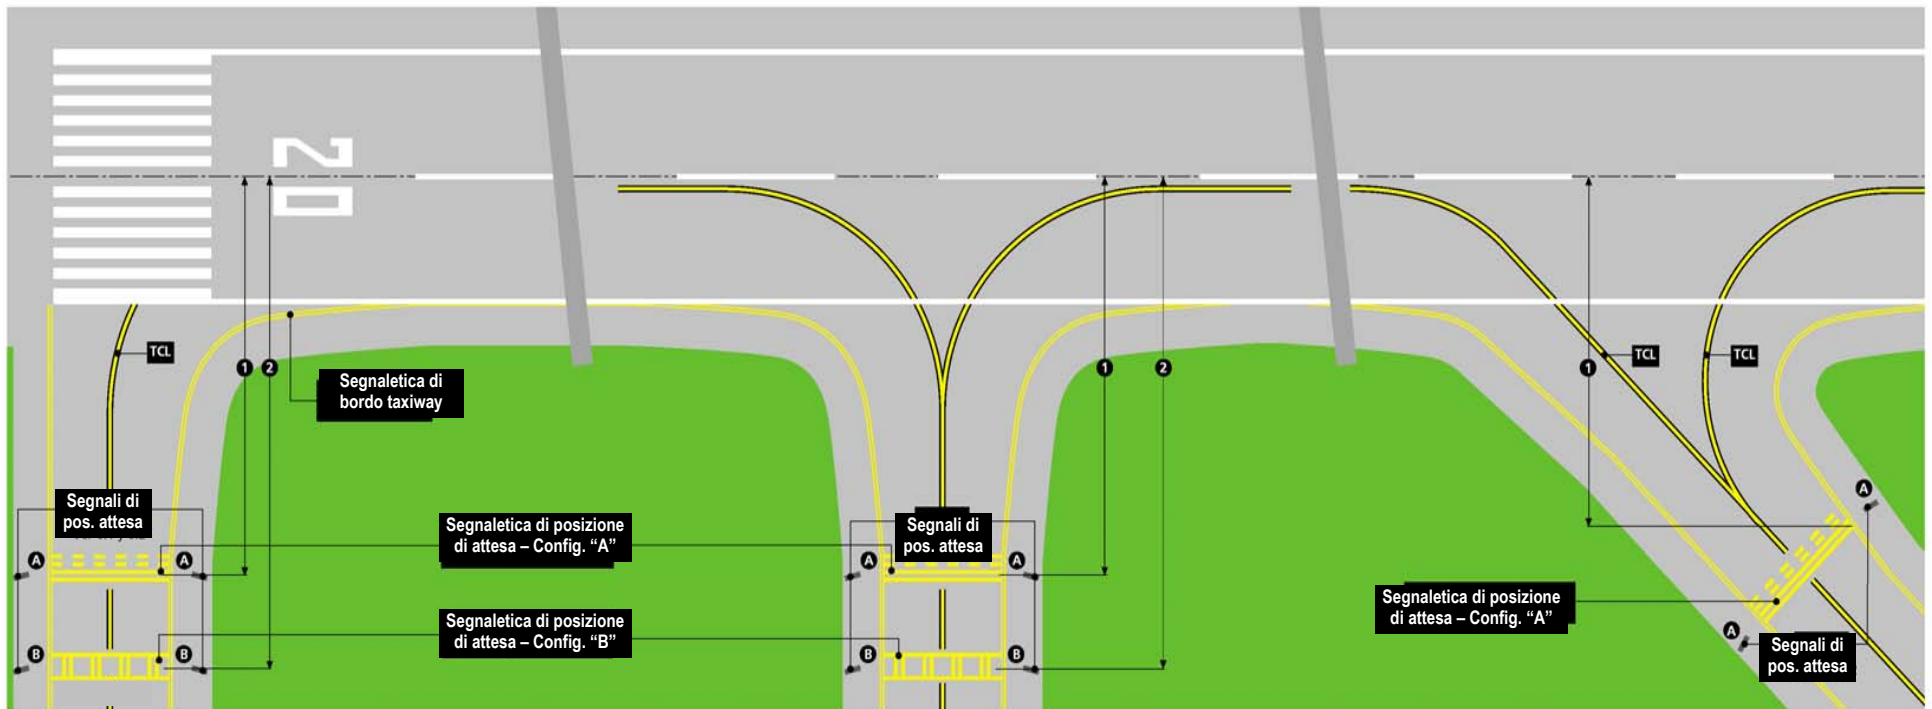 02
TCL
1
2
Segnaletica di
bordo taxiway
1
2
1
TCL
TCL
Segnali di
pos. attesa
A
A
Segnaletica di posizione
di attesa – Config. “A”
Segnali di
pos. attesa
A
A
A
Segnaletica di posizione
di attesa – Config. “A”
B
B
Segnaletica di posizione
di attesa – Config. “B”
B
B
A
Segnali di
pos. attesa